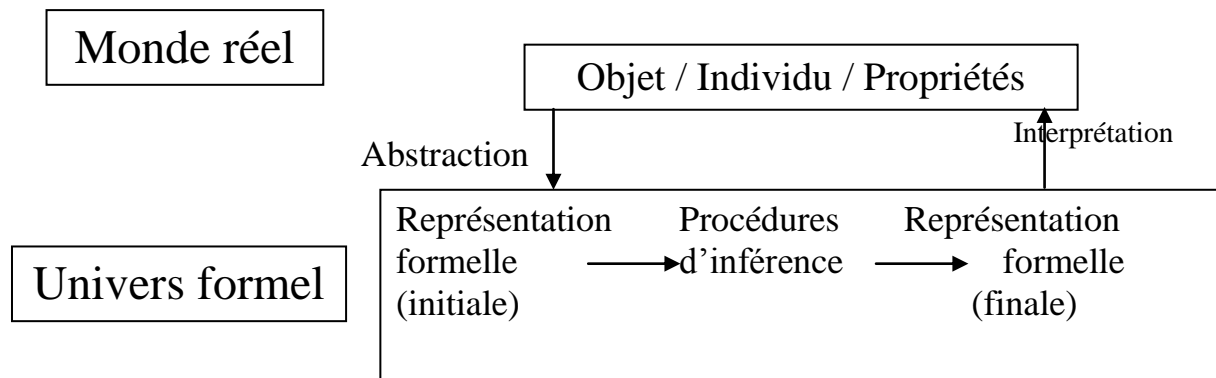 Monde réel
Objet / Individu / Propriétés
Abstraction
Interprétation
Univers formel
Représentation
formelle
(initiale)
Procédures
d’inférence
Représentation
formelle
(finale)